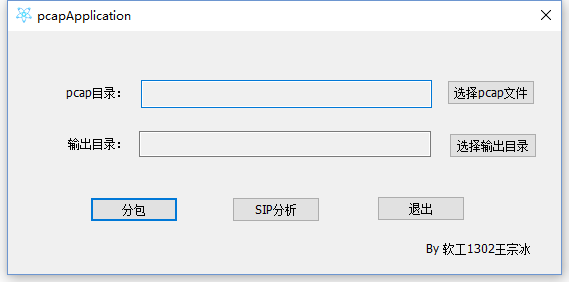 pcapApplication
pcap目录： 选择pcap文件
输出目录： 选择输出目录
分包 SIP分析 退出
By 软工1302王宗冰